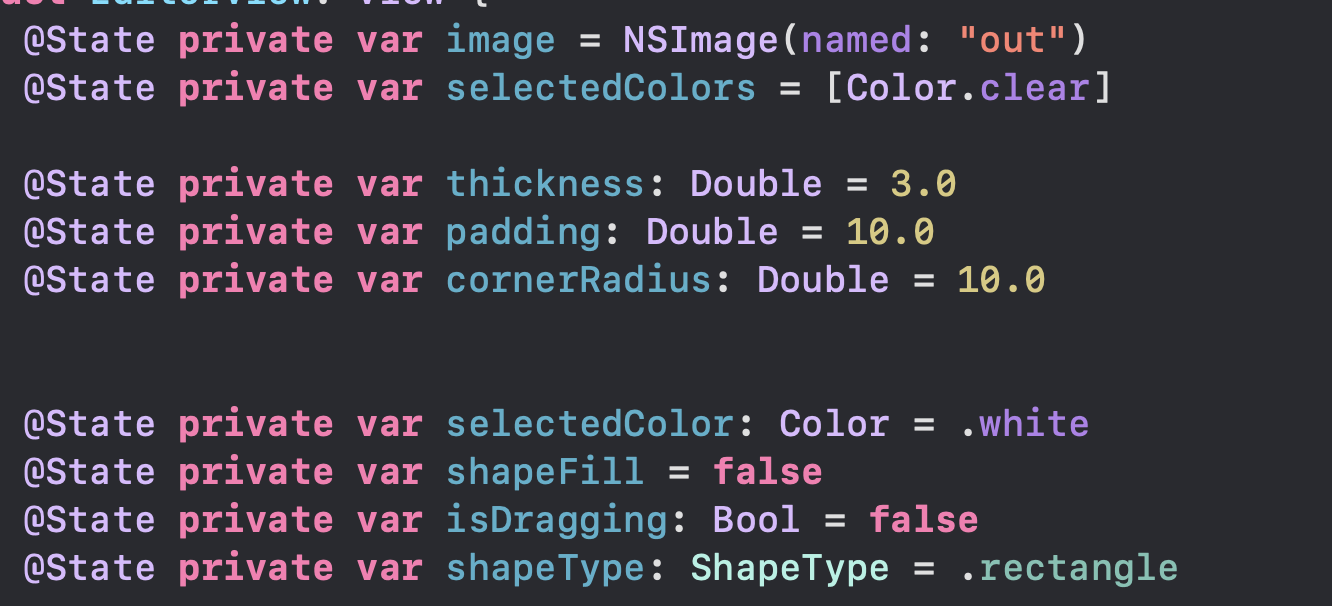 View {
@State private var image = NSImage(named: "out")
@State private var selectedColors = [Color.clear]
@State private var thickness: Double = 3.0
@State private var padding: Double = 10.0
@State private var cornerRadius: Double = 10.0
@State private var selectedColor: Color = .white
@State private var shapeFill = false
@State private var isDragging: Bool = false
@State private var shapeType: ShapeType = .rectangle